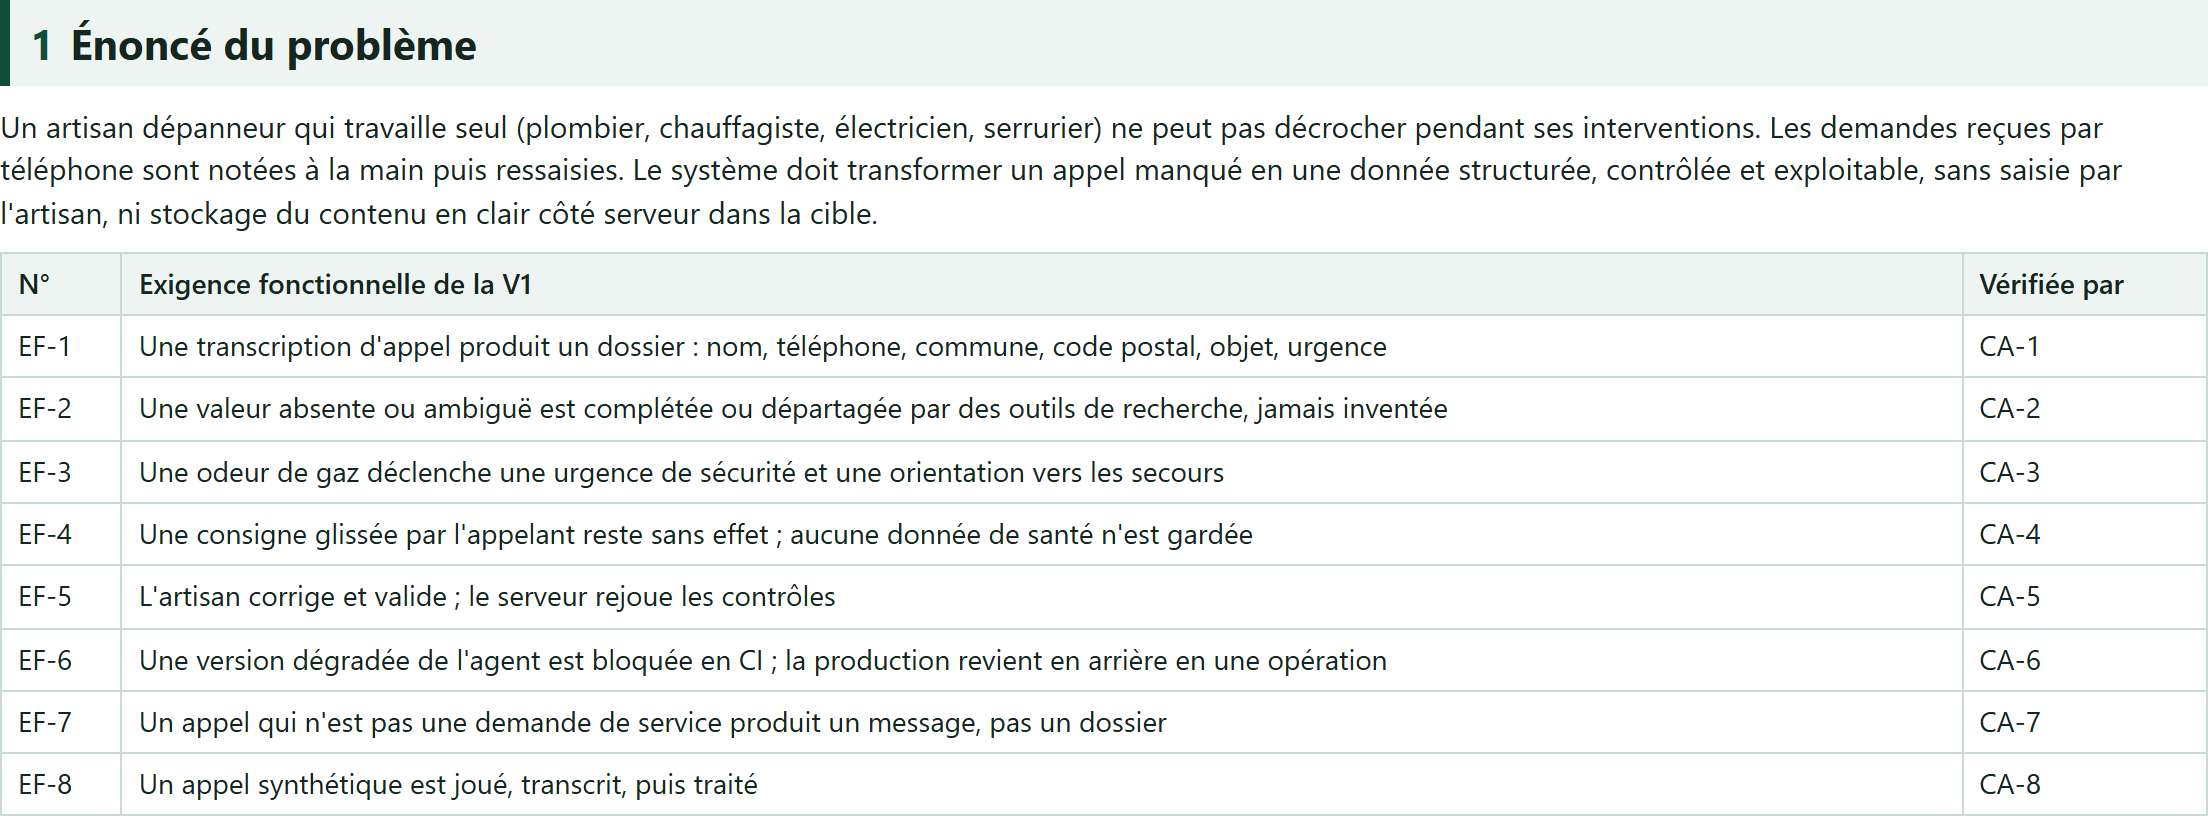 1 Énoncé du problème
Un artisan dépanneur qui travaille seul (plombier, chauffagiste, électricien, serrurier) ne peut pas décrocher pendant ses interventions. Les demandes reçues par
téléphone sont notées à la main puis ressaisies. Le système doit transformer un appel manqué en une donnée structurée, contrôlée et exploitable, sans saisie par
l'artisan, ni stockage du contenu en clair côté serveur dans la cible.
N° Exigence fonctionnelle de la V1 Vérifiée par
EF-1 Une transcription d'appel produit un dossier : nom, téléphone, commune, code postal, objet, urgence CA-1
EF-2 Une valeur absente ou ambiguë est complétée ou départagée par des outils de recherche, jamais inventée CA-2
EF-3 Une odeur de gaz déclenche une urgence de sécurité et une orientation vers les secours CA-3
EF-4 Une consigne glissée par l'appelant reste sans effet ; aucune donnée de santé n'est gardée CA-4
EF-5 L'artisan corrige et valide ; le serveur rejoue les contrôles CA-5
EF-6 Une version dégradée de l'agent est bloquée en CI ; la production revient en arrière en une opération CA-6
EF-7 Un appel qui n'est pas une demande de service produit un message, pas un dossier CA-7
EF-8 Un appel synthétique est joué, transcrit, puis traité CA-8